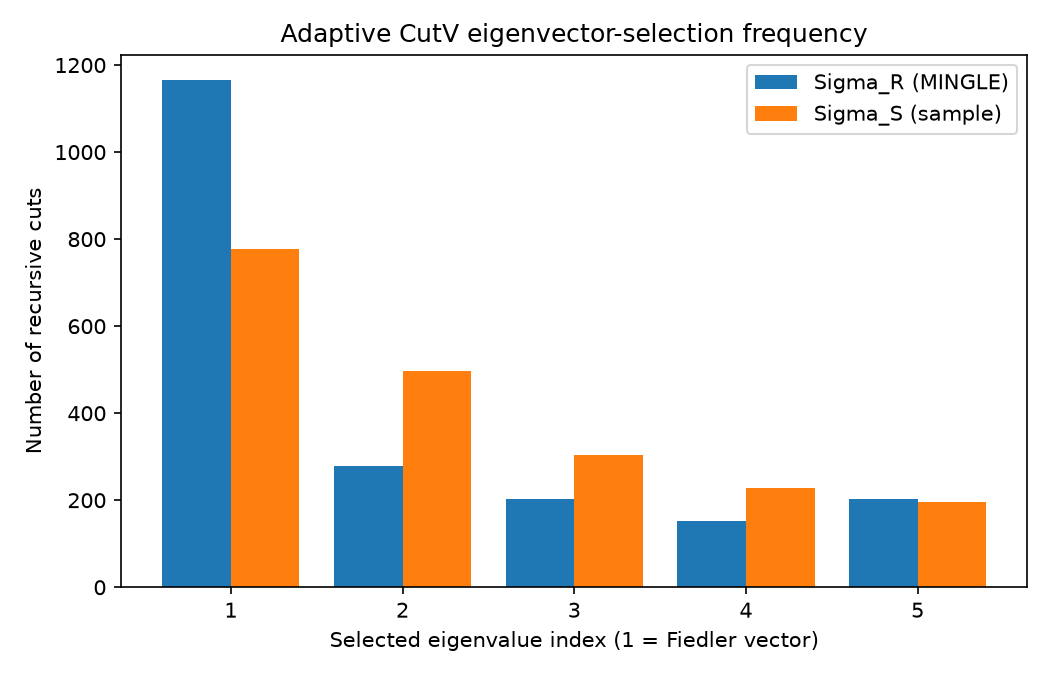 Adaptive CutV eigenvector-selection frequency
Sigma_R (MINGLE)
Sigma_S (sample)
Number of recursive cuts
1200
1000
800
600
400
200
0
1 2 3 4 5
Selected eigenvalue index (1 = Fiedler vector)